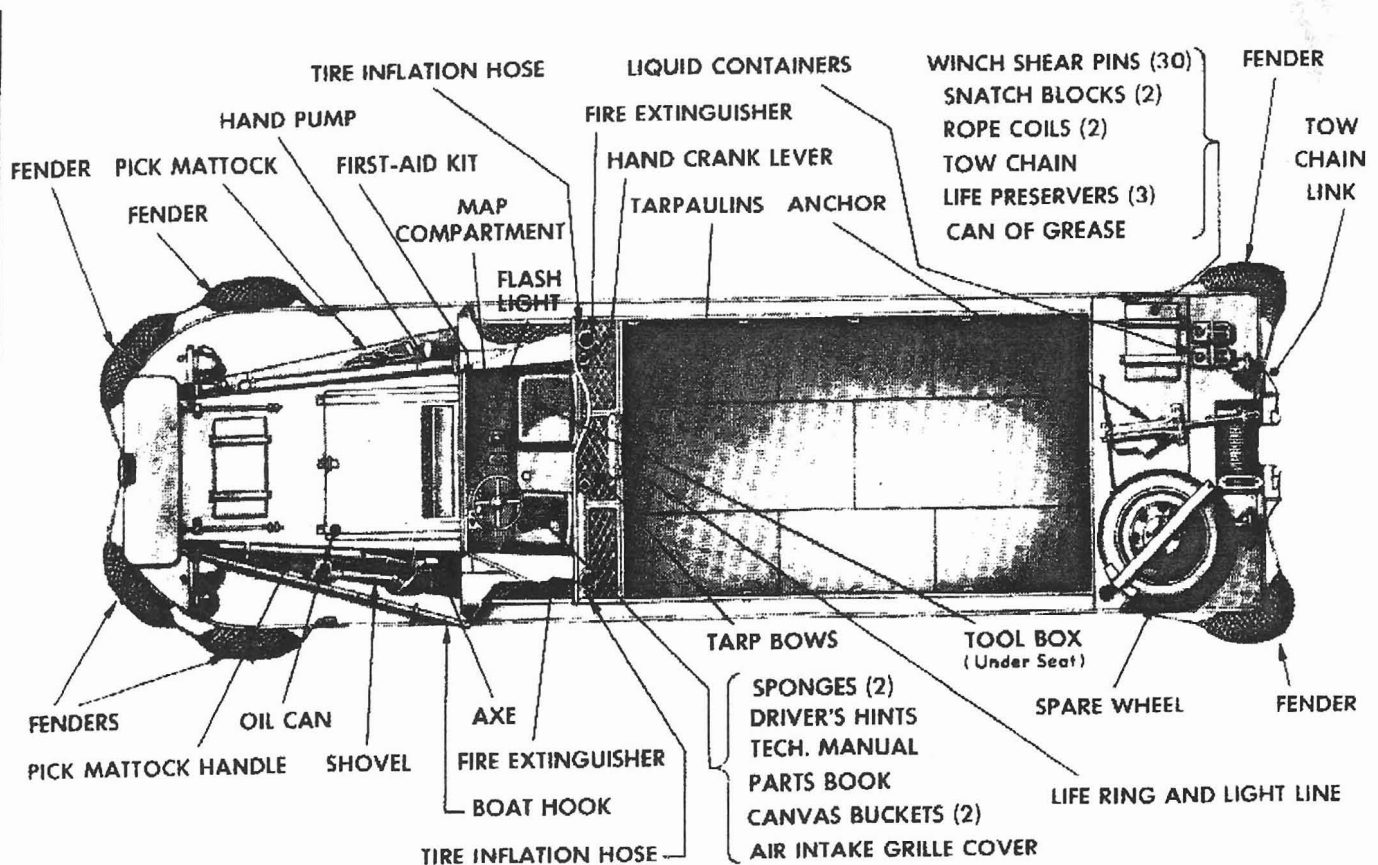 TIRE INFLATION HOSE
LIQUID CONTAINERS
WINCH SHEAR PINS (30)
FENDER
SNATCH BLOCKS (2)
FIRE EXTINGUISHER
HAND PUMP
ROPE COILS (2)
TOW
CHAIN
LINK
FENDER
PICK MATTOCK
FIRST-AID KIT
HAND CRANK LEVER
TOW CHAIN
LIFE PRESERVERS (3)
FENDER
MAP
COMPARTMENT
TARPAULINS
ANCHOR
CAN OF GREASE
FLASH
LIGHT
TARP BOWS
TOOL BOX
(Under Seat)
SPONGES (2)
DRIVER'S HINTS
TECH. MANUAL
PARTS BOOK
CANVAS BUCKETS (2)
AIR INTAKE GRILLE COVER
SPARE WHEEL
FENDER
FENDERS
OIL CAN
AXE
PICK MATTOCK HANDLE
SHOVEL
FIRE EXTINGUISHER
BOAT HOOK
LIFE RING AND LIGHT LINE
TIRE INFLATION HOSE